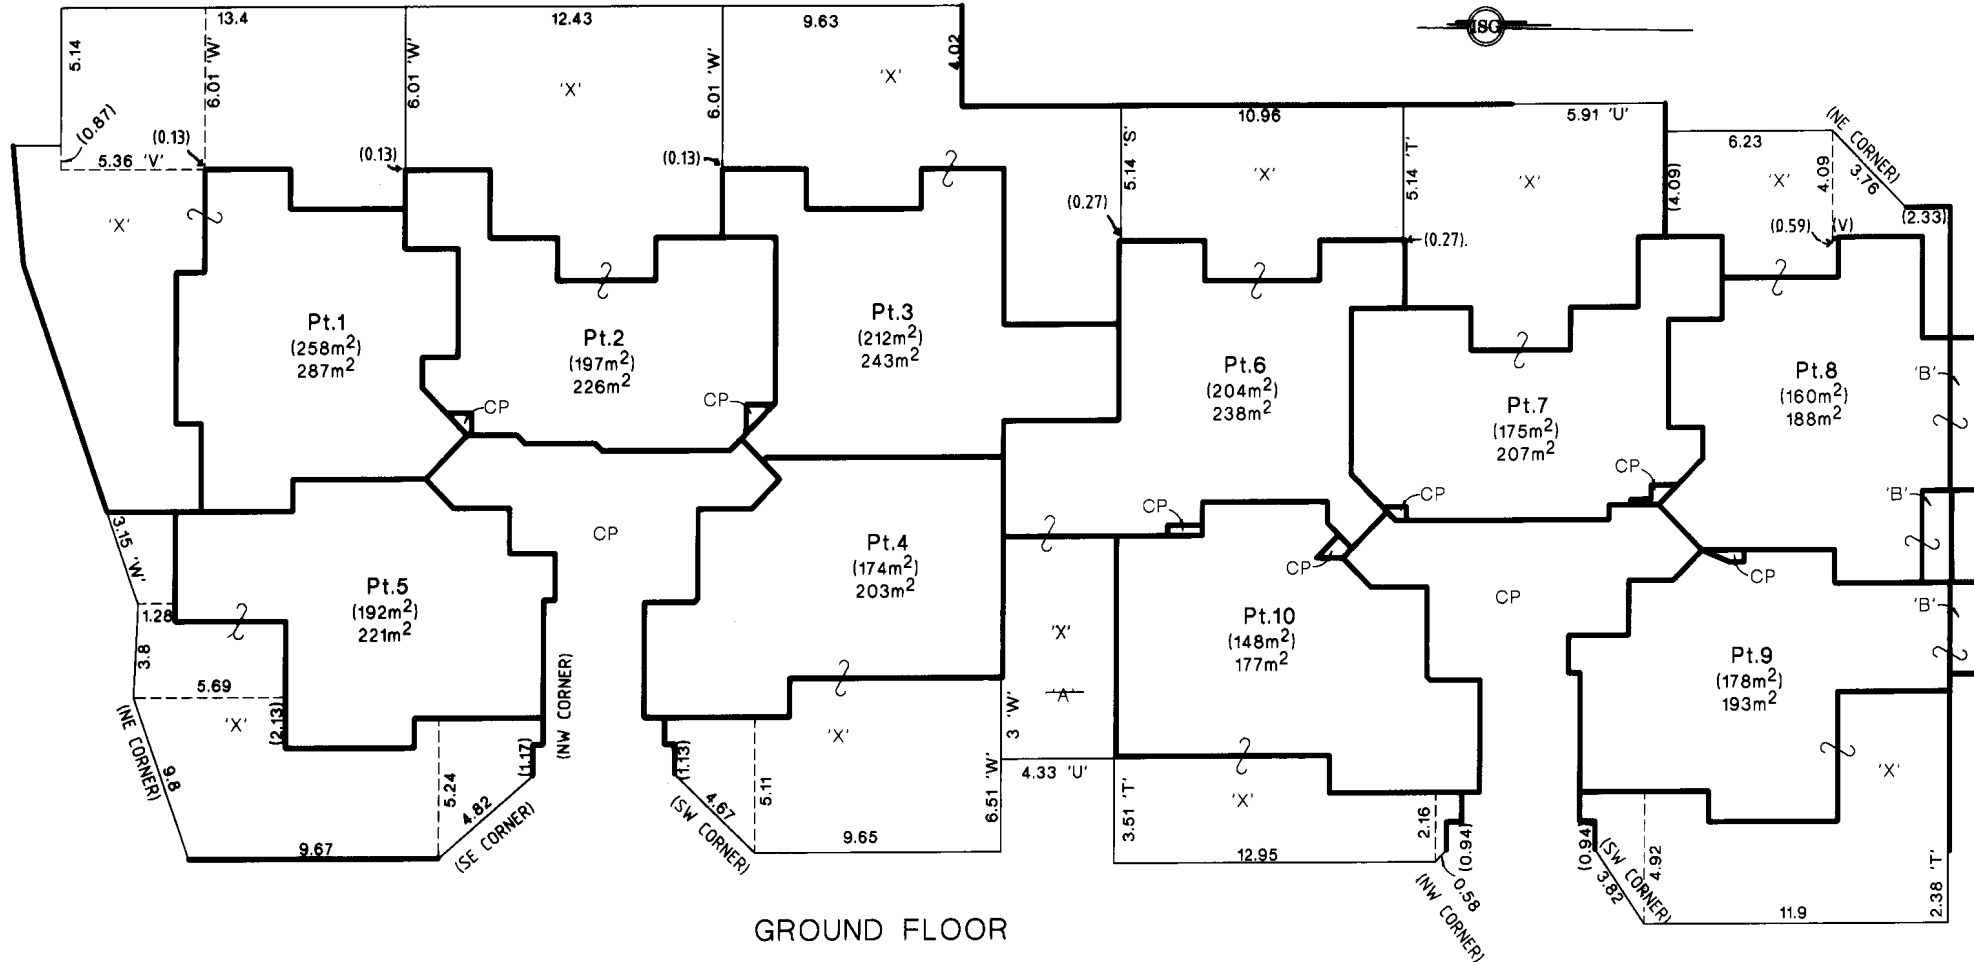 13.4
12.43
9.63
ISG
5.14
6.01 'W'
6.01 'W'
6.01 'W'
4.02
'X'
'X'
10.96
5.91 'U'
(NE CORNER)
6.23
3.76
(0.87)
(0.13)
5.36 'V'
(0.13)
(0.13)
5.14 'S'
5.14 'T'
'X'
'X'
(4.09)
'X'
4.09
(2.33)
'X'
(0.27)
(0.27).
(0.59)
(V)
Pt.1
(258m²)
287m²
Pt.2
(197m²)
226m²
Pt.3
(212m²)
243m²
Pt.6
(204m²)
238m²
Pt.7
(175m²)
207m²
Pt.8
(160m²)
188m²
'B'
CP
CP
CP
CP
CP
'B'
3.15 'W'
CP
Pt.4
(174m²)
203m²
CP
CP
CP
'B'
Pt.5
(192m²)
221m²
1.28
3.8
5.69
(2.13)
'X'
(NE CORNER)
9.8
9.67
5.24
4.82
(SE CORNER)
(1.17)
(NW CORNER)
(1.13)
4.67
(SW CORNER)
5.11
'X'
9.65
6.51 'W'
3 'W'
'X'
'A'
4.33 'U'
Pt.10
(148m²)
177m²
3.51 'T'
'X'
12.95
2.16
(0.94)
0.58
(NW CORNER)
Pt.9
(178m²)
193m²
(0.94)
(SW CORNER)
3.82
4.92
'X'
11.9
2.38 'T'
GROUND FLOOR